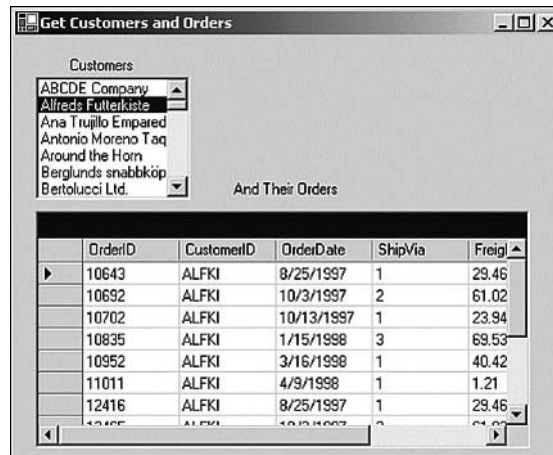 Get Customers and Orders
Customers
ABCDE Company
Alfreds Futterkiste
Ana Trujillo Empared
Antonio Moreno Taq
Around the Horn
Berglunds snabbköp
Bertolucci Ltd.
And Their Orders
OrderID CustomerID OrderDate ShipVia Freigl
10643 ALFKI 8/25/1997 1 29.46
10692 ALFKI 10/3/1997 2 61.02
10702 ALFKI 10/13/1997 1 23.94
10835 ALFKI 1/15/1998 3 69.53
10952 ALFKI 3/16/1998 1 40.42
11011 ALFKI 4/9/1998 1 1.21
12416 ALFKI 8/25/1997 1 29.46